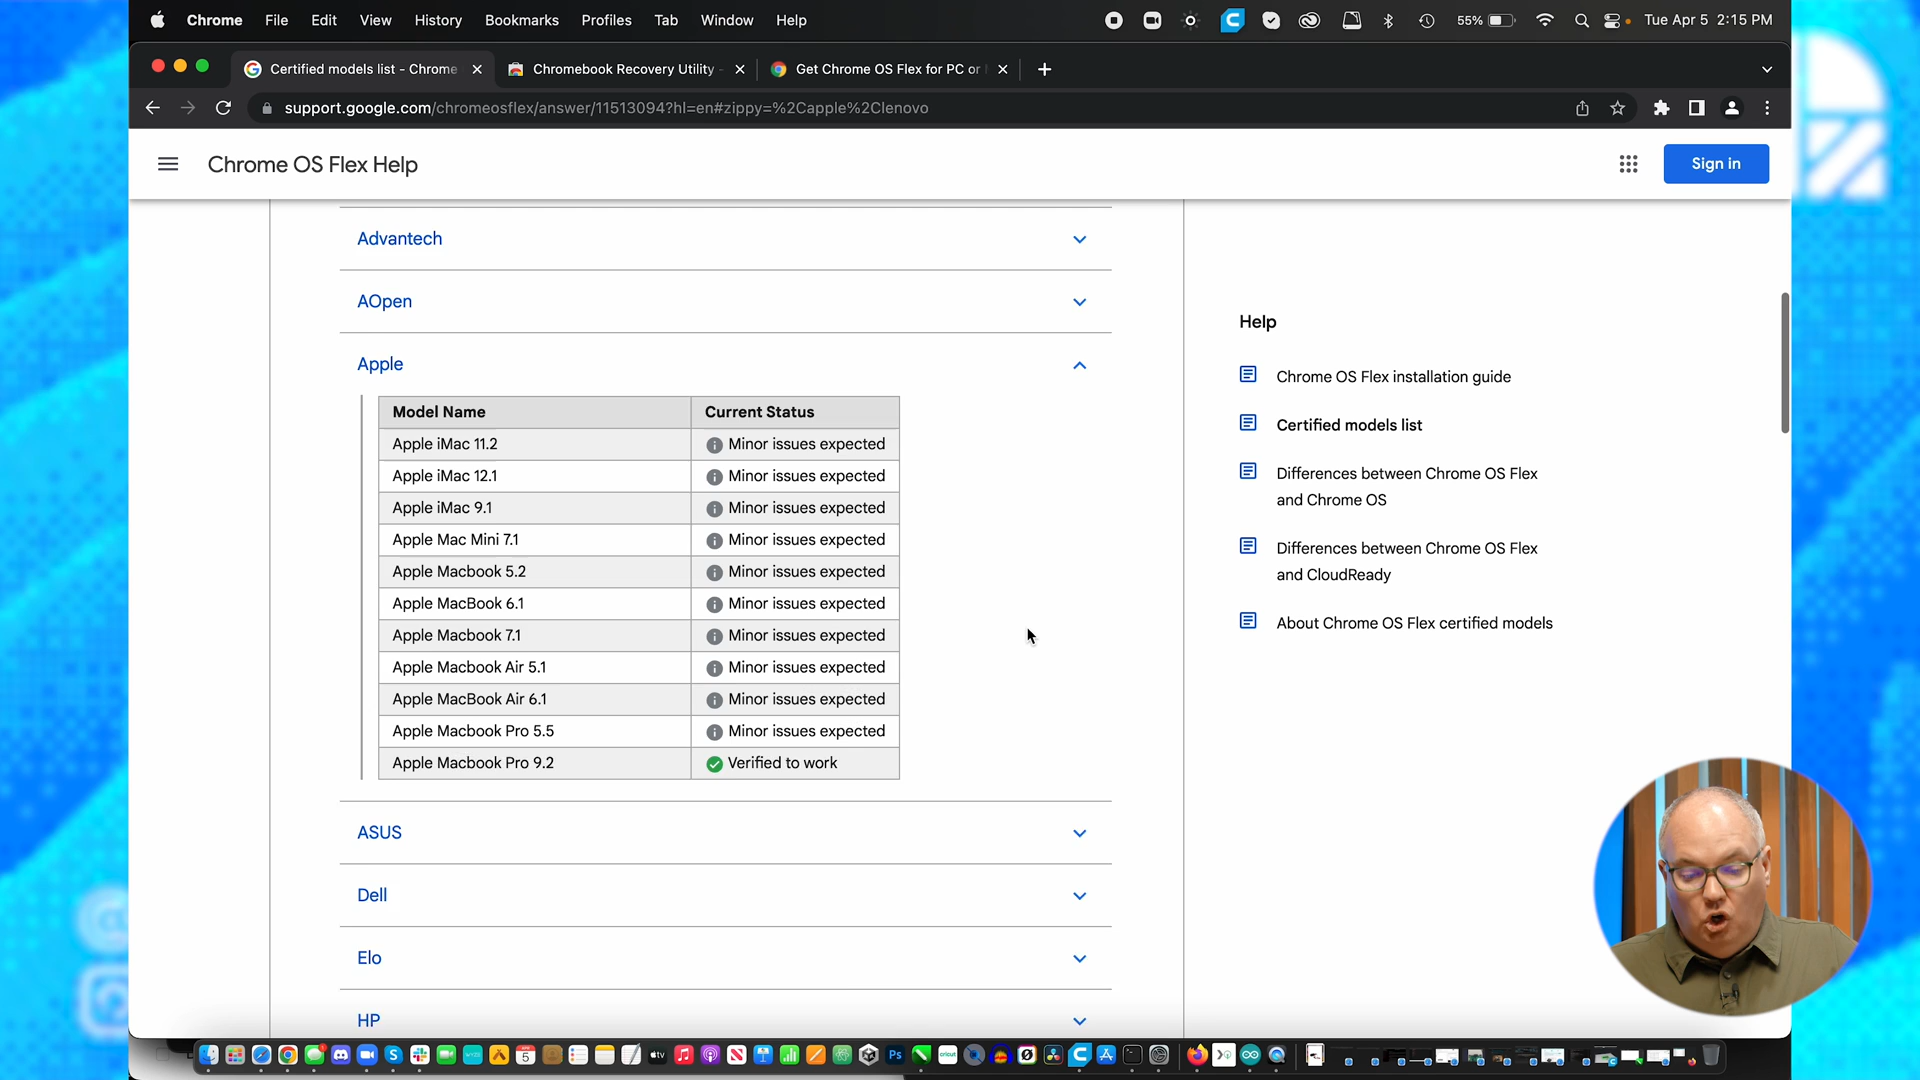 Chrome File Edit View History Bookmarks Profiles Tab Window Help 55% Tue Apr 5 2:15 PM
Certified models list - Chrome Chromebook Recovery Utility - Get Chrome OS Flex for PC or
support.google.com/chromeosflex/answer/11513094?hl=en#zippy=%2Capple%2Clenovo
Chrome OS Flex Help
Sign in
Advantech
AOpen
Apple
Model Name Current Status
Apple iMac 11.2 Minor issues expected
Apple iMac 12.1 Minor issues expected
Apple iMac 9.1 Minor issues expected
Apple Mac Mini 7.1 Minor issues expected
Apple Macbook 5.2 Minor issues expected
Apple MacBook 6.1 Minor issues expected
Apple Macbook 7.1 Minor issues expected
Apple Macbook Air 5.1 Minor issues expected
Apple MacBook Air 6.1 Minor issues expected
Apple Macbook Pro 5.5 Minor issues expected
Apple Macbook Pro 9.2 Verified to work
ASUS
Dell
Elo
HP
Help
Chrome OS Flex installation guide
Certified models list
Differences between Chrome OS Flex
and Chrome OS
Differences between Chrome OS Flex
and CloudReady
About Chrome OS Flex certified models